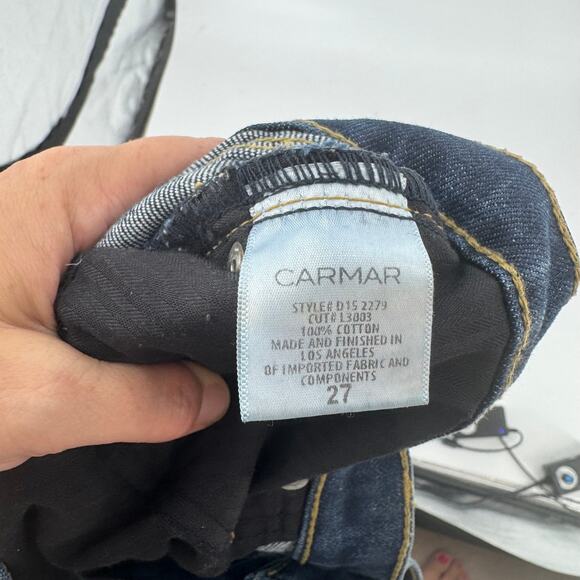 CARMAR
STYLE# D15 2279
CUT# L3803
100% COTTON
MADE AND FINISHED IN
LOS ANGELES
OF IMPORTED FABRIC AND
COMPONENTS
27